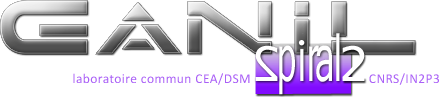 GANIL
Spiral2
laboratoire commun CEA/DSM CNRS/IN2P3